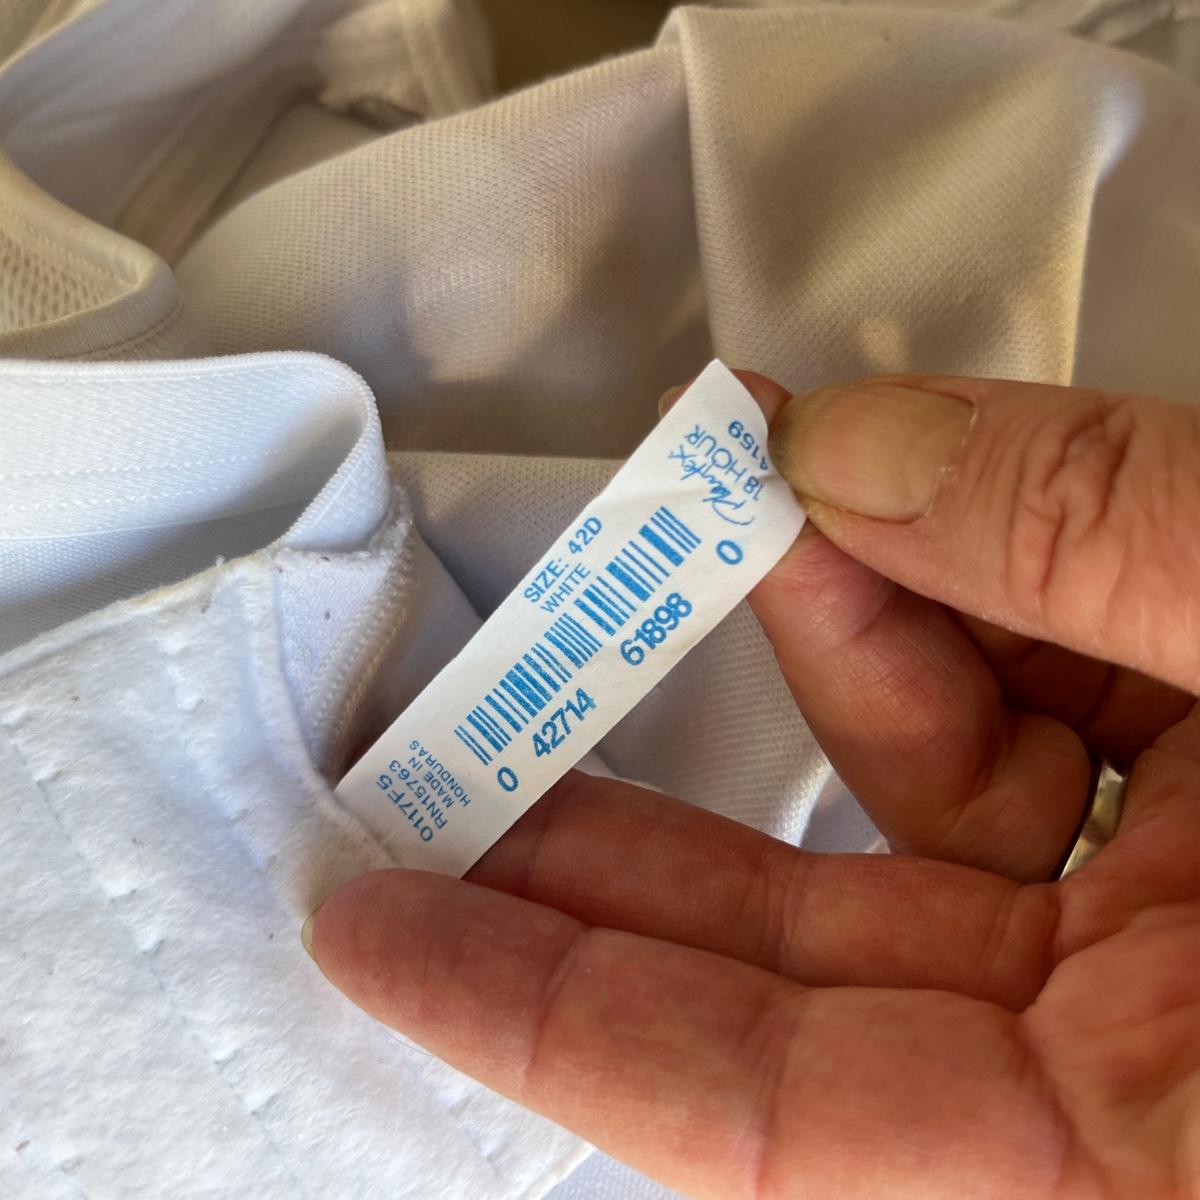 Playtex
18 HOUR
4159
SIZE: 42D
WHITE
0 42714 61898 0
0117F5
RN15763
MADE IN
HONDURAS